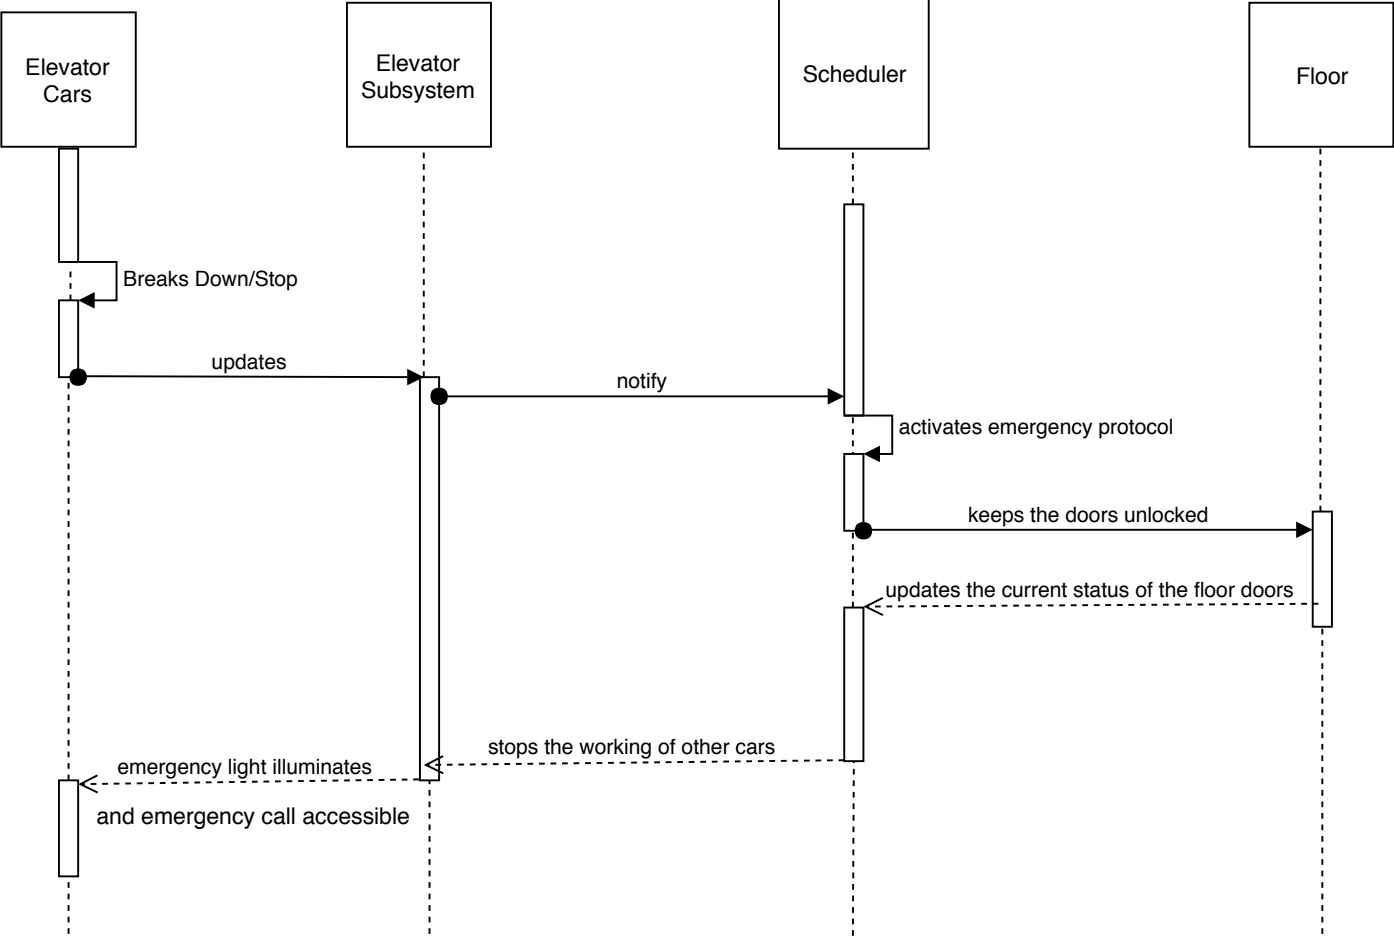 Elevator
Cars
Elevator
Subsystem
Scheduler
Floor
Breaks Down/Stop
updates
notify
activates emergency protocol
keeps the doors unlocked
updates the current status of the floor doors
stops the working of other cars
emergency light illuminates
and emergency call accessible